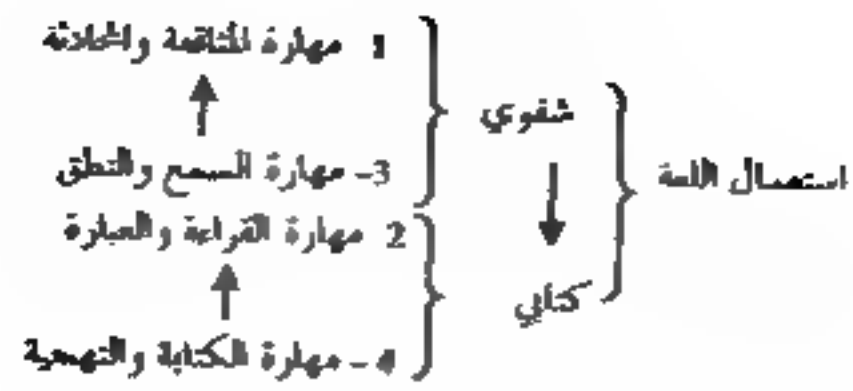 1 مهارة المثاقفة والمحادثة
شفوي
3- مهارة السمع والنطق
استعمال اللغة
2 مهارة القراءة والعبارة
كتابي
4 - مهارة الكتابة والتهجية